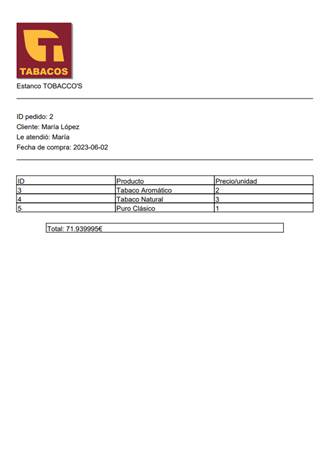 TABACOS
Estanco TOBACCO'S
ID pedido: 2
Cliente: María López
Le atendió: María
Fecha de compra: 2023-06-02
ID Producto Precio/unidad
3 Tabaco Aromático 2
4 Tabaco Natural 3
5 Puro Clásico 1
Total: 71.939995€